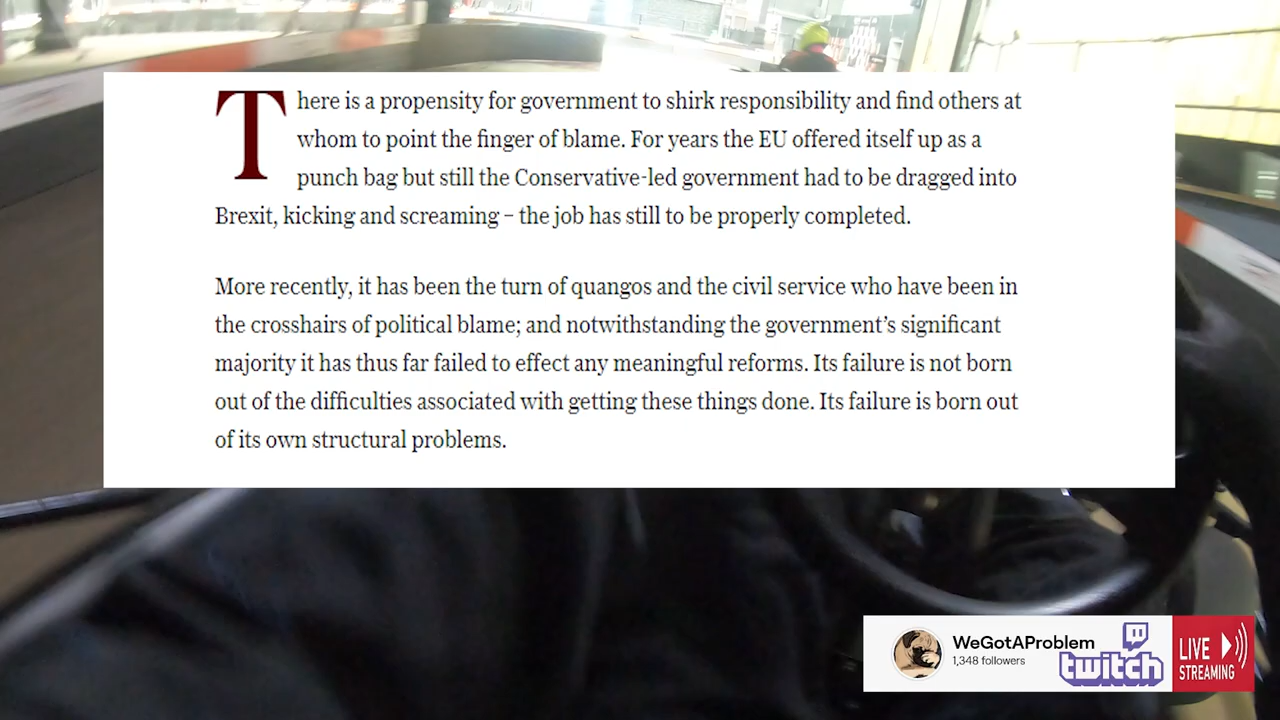 There is a propensity for government to shirk responsibility and find others at
whom to point the finger of blame. For years the EU offered itself up as a
punch bag but still the Conservative-led government had to be dragged into
Brexit, kicking and screaming – the job has still to be properly completed.
More recently, it has been the turn of quangos and the civil service who have been in
the crosshairs of political blame; and notwithstanding the government’s significant
majority it has thus far failed to effect any meaningful reforms. Its failure is not born
out of the difficulties associated with getting these things done. Its failure is born out
of its own structural problems.
WeGotAProblem
1,348 followers
twitch
LIVE
STREAMING